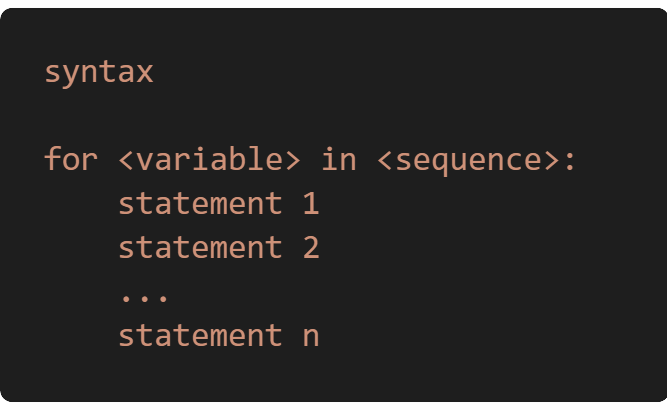 syntax
for <variable> in <sequence>:
    statement 1
    statement 2
    ...
    statement n